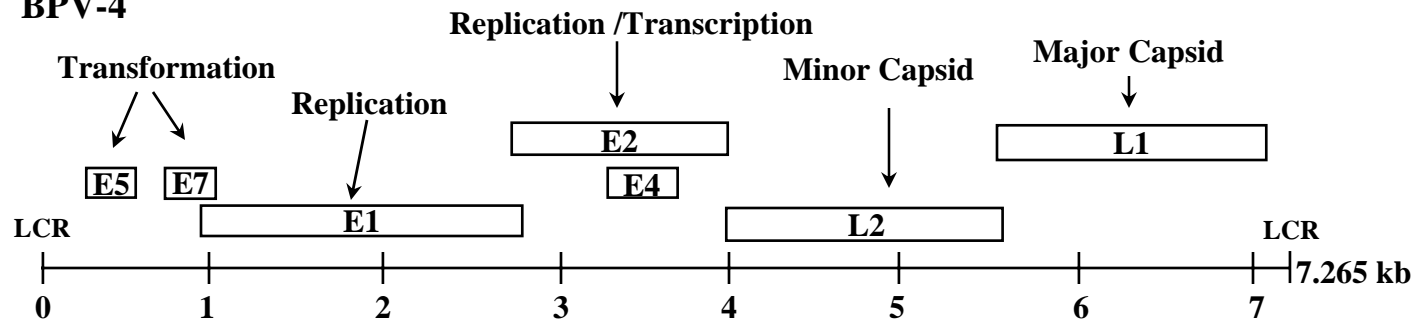 BPV-4
Replication /Transcription
Transformation
Minor Capsid
Major Capsid
Replication
E2
L1
E5
E7
E4
E1
L2
LCR
LCR
7.265 kb
0 1 2 3 4 5 6 7